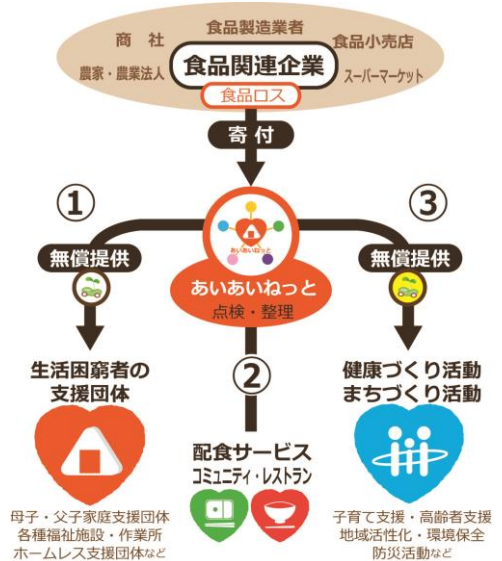 食品製造業者
商社
食品小売店
農家・農業法人
食品関連企業
スーパーマーケット
食品ロス
寄付
①
③
あいあいねっと
無償提供
無償提供
あいあいねっと
点検・整理
生活困窮者の
支援団体
②
健康づくり活動
まちづくり活動
配食サービス
コミュニティ・レストラン
母子・父子家庭支援団体
各種福祉施設・作業所
ホームレス支援団体など
子育て支援・高齢者支援
地域活性化・環境保全
防災活動など